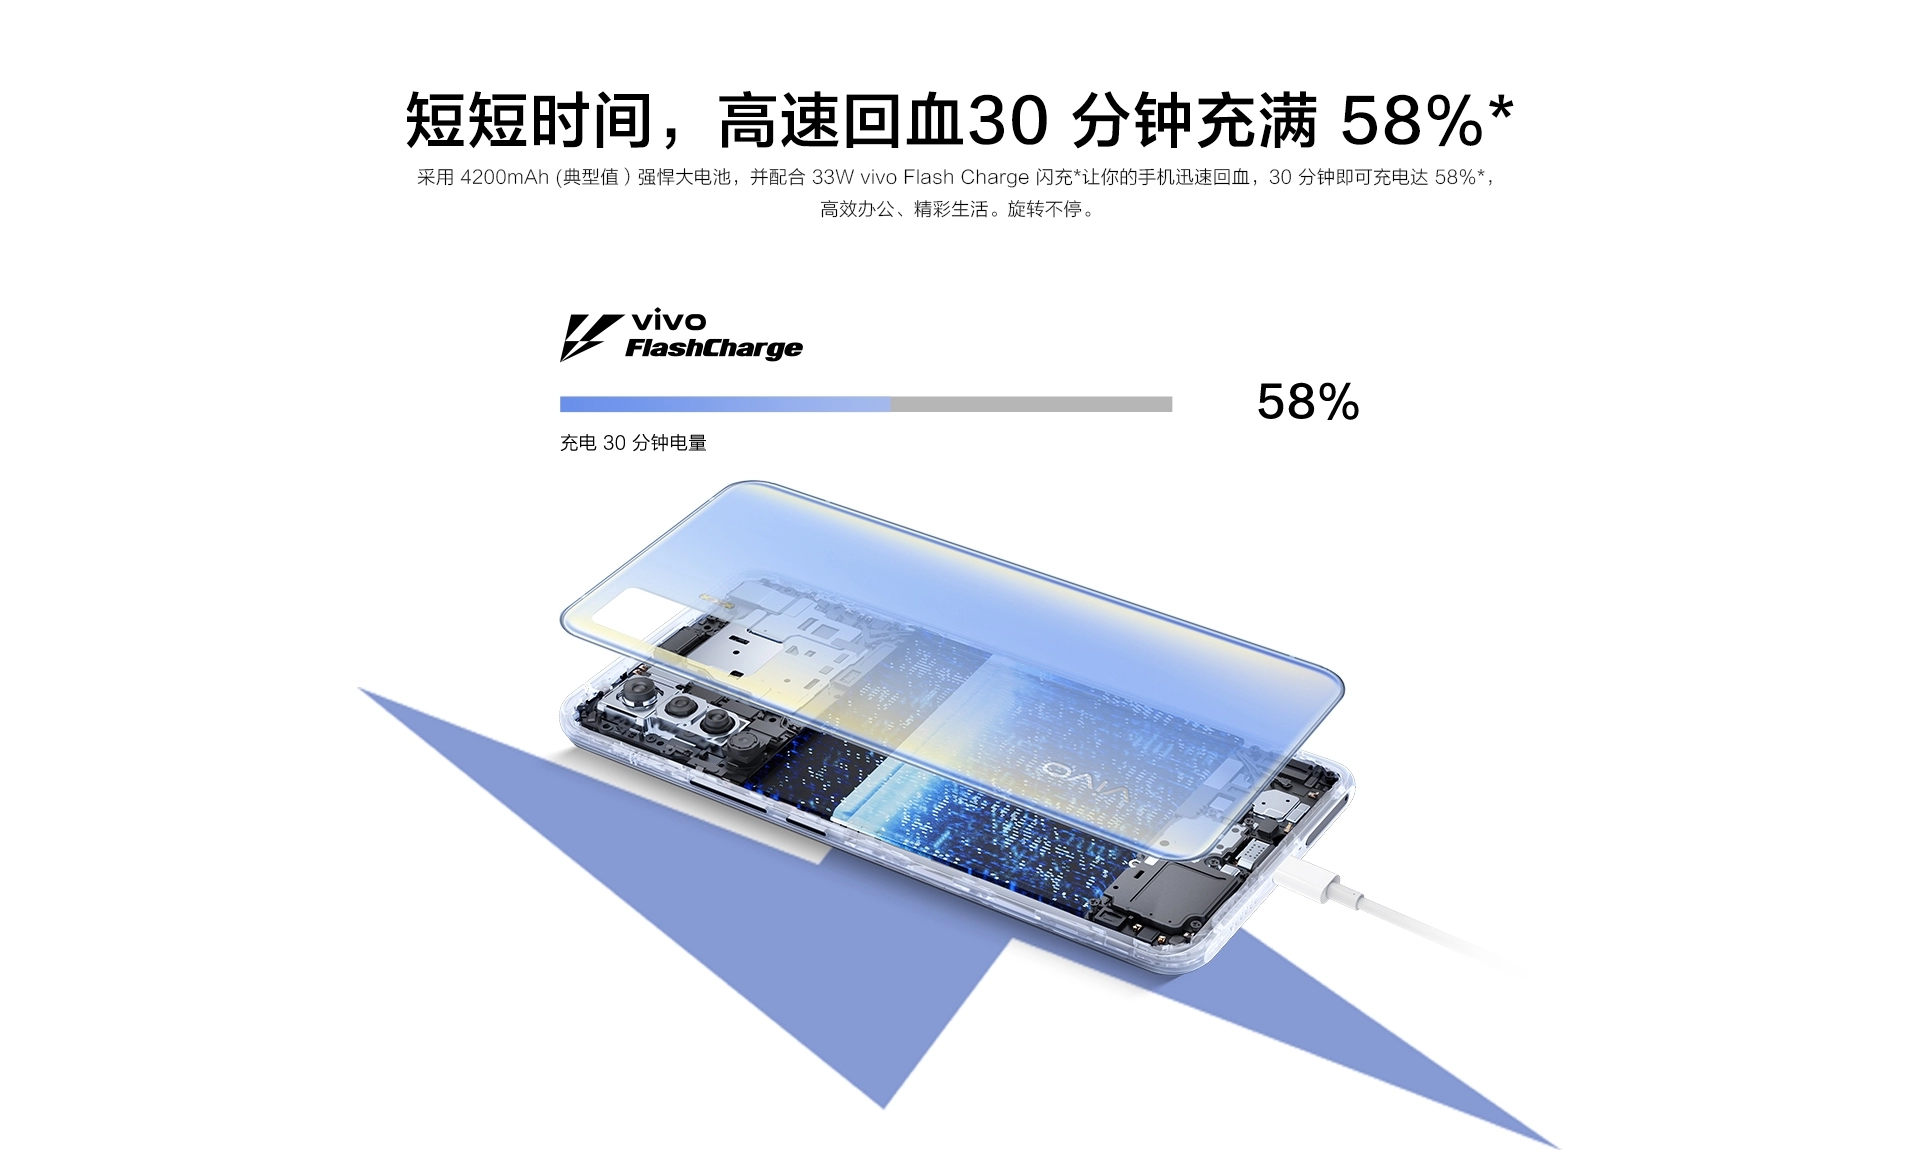 短短时间，高速回血30 分钟充满 58%*
采用 4200mAh (典型值 ) 强悍大电池，并配合 33W vivo Flash Charge 闪充*让你的手机迅速回血，30 分钟即可充电达 58%*，
高效办公、精彩生活。旋转不停。
vivo
FlashCharge
58%
充电 30 分钟电量
vivo